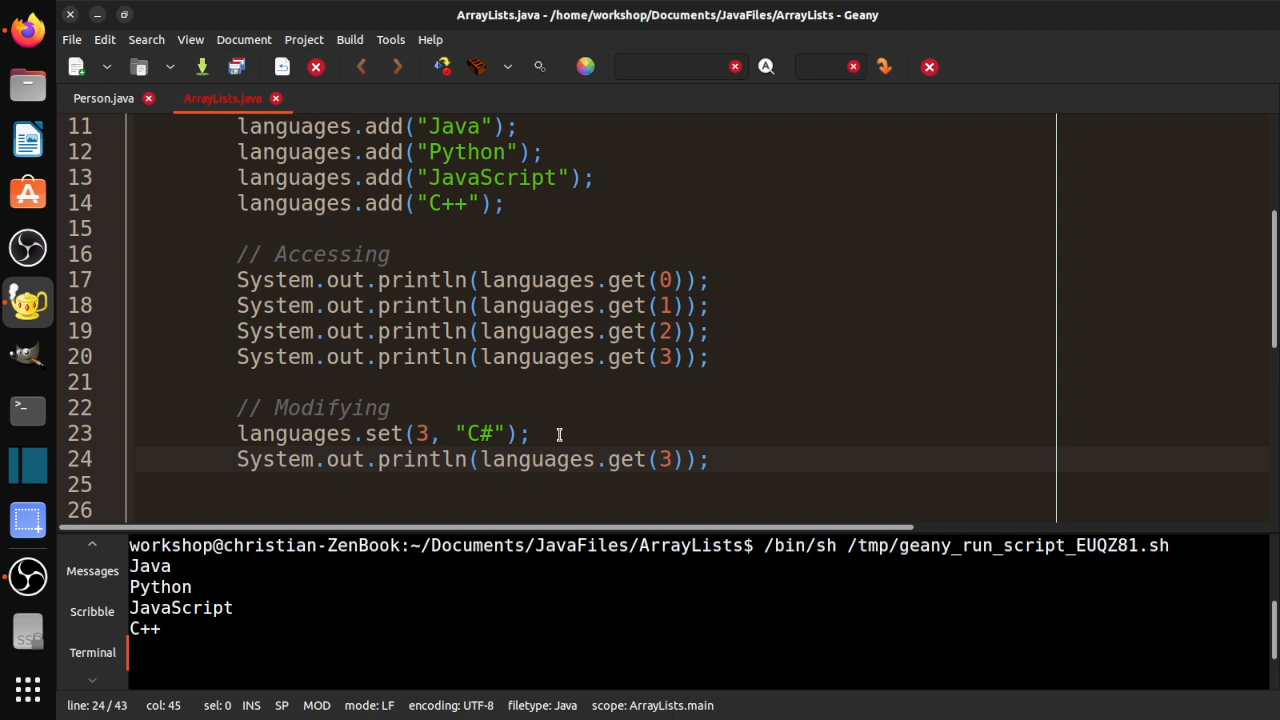 ArrayLists.java - /home/workshop/Documents/JavaFiles/ArrayLists - Geany
File Edit Search View Document Project Build Tools Help
Person.java ArrayLists.java
11 languages.add("Java");
12 languages.add("Python");
13 languages.add("JavaScript");
14 languages.add("C++");
15
16 // Accessing
17 System.out.println(languages.get(0));
18 System.out.println(languages.get(1));
19 System.out.println(languages.get(2));
20 System.out.println(languages.get(3));
21
22 // Modifying
23 languages.set(3, "C#");
24 System.out.println(languages.get(3));
25
26
Messages
Scribble
Terminal
workshop@christian-ZenBook:~/Documents/JavaFiles/ArrayLists$ /bin/sh /tmp/geany_run_script_EUQZ81.sh
Java
Python
JavaScript
C++
line: 24 / 43 col: 45 sel: 0 INS SP MOD mode: LF encoding: UTF-8 filetype: Java scope: ArrayLists.main